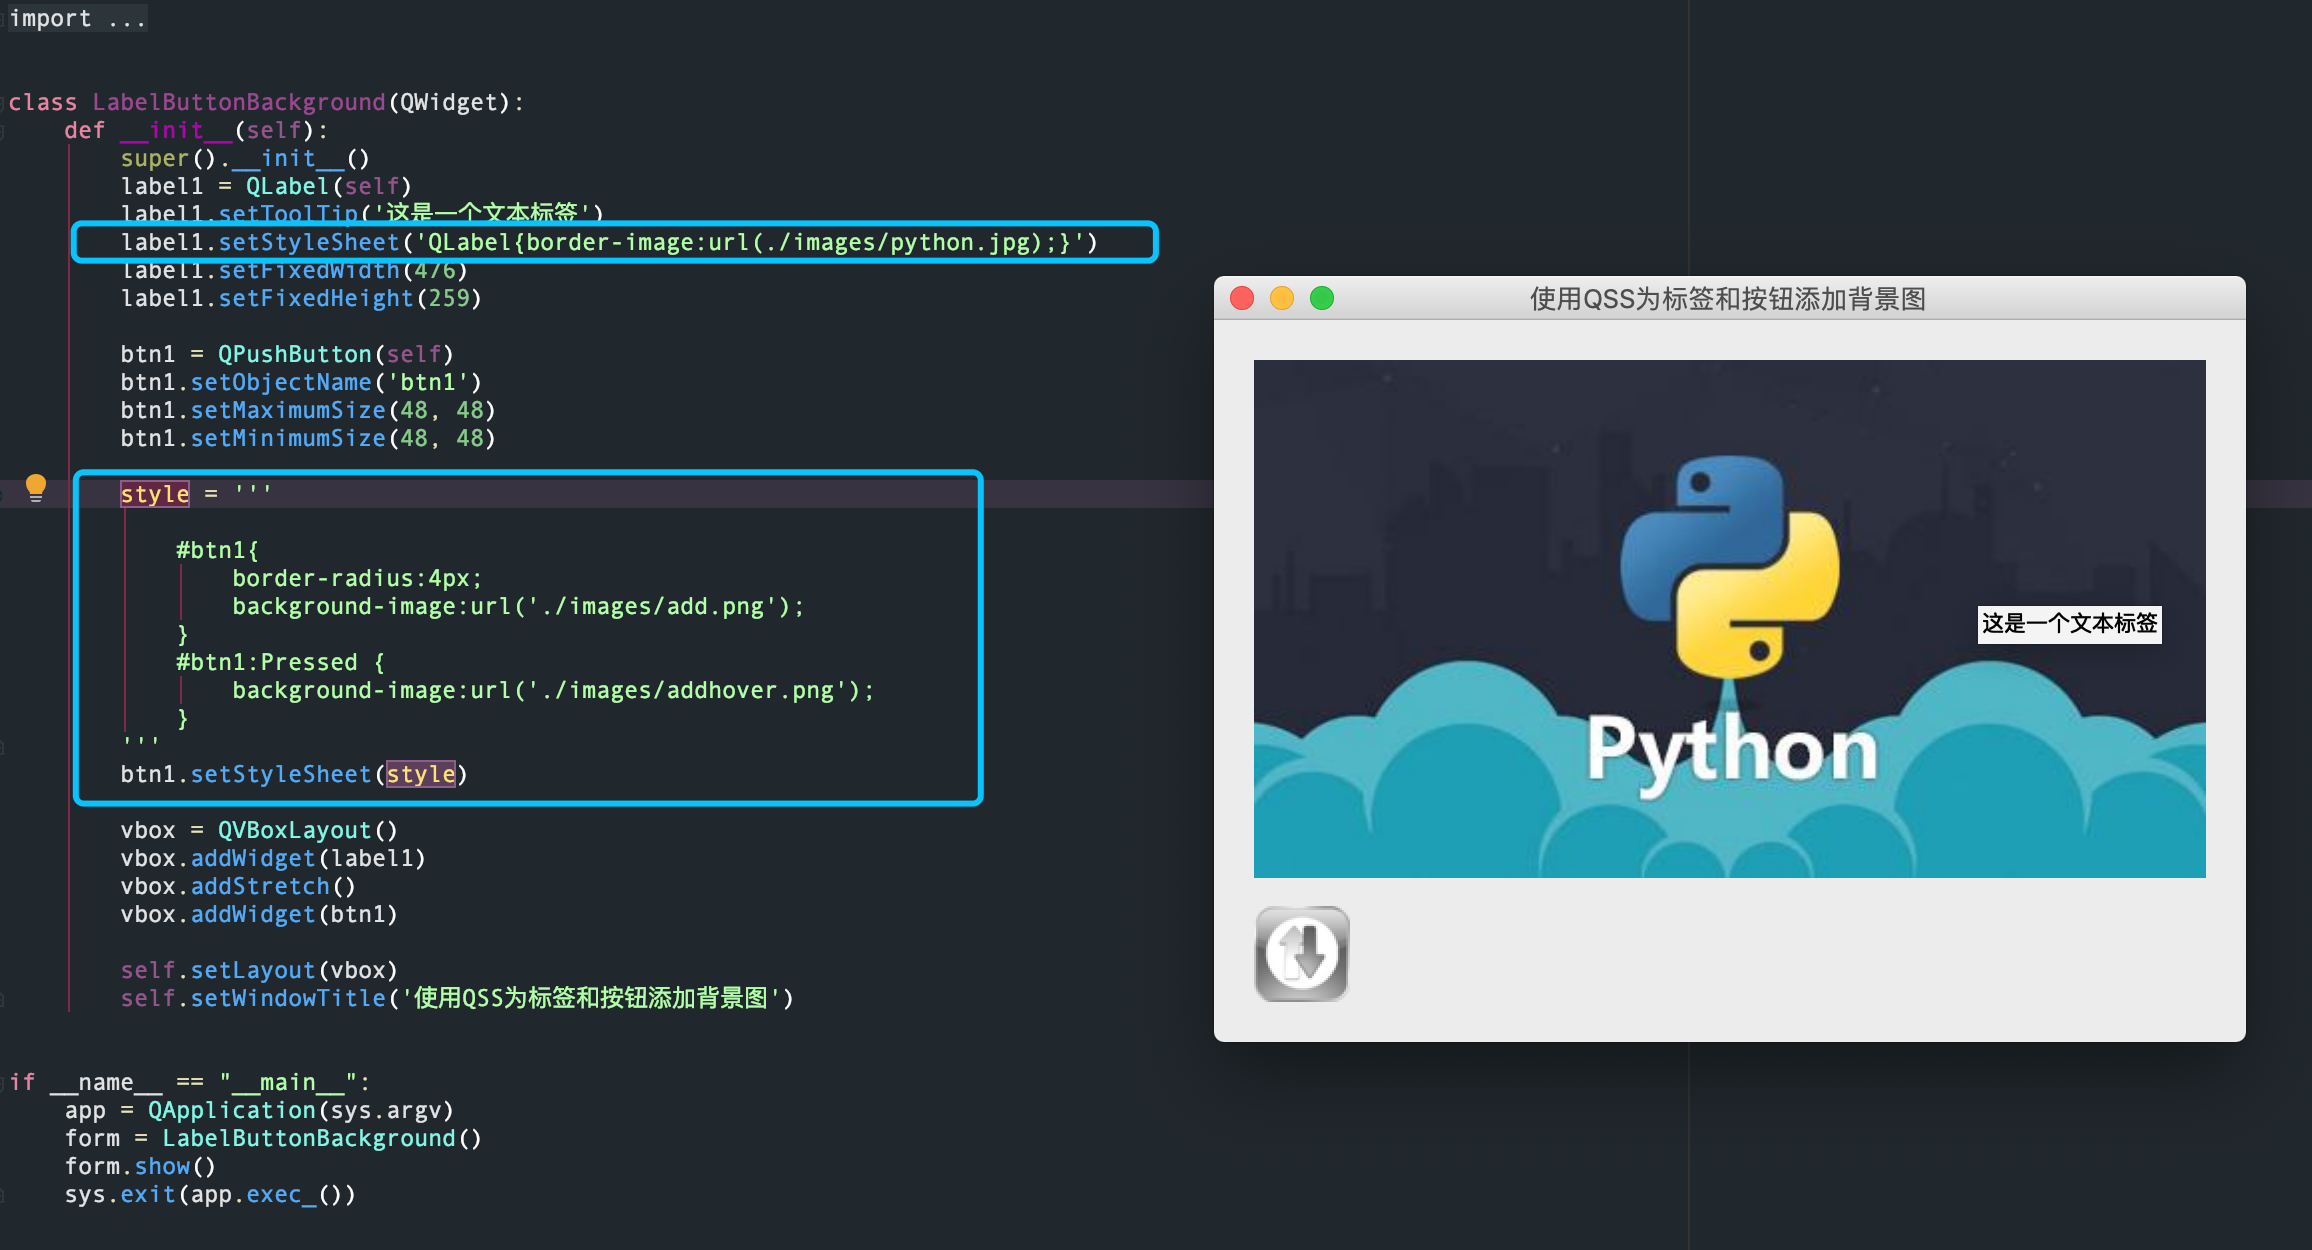 import ...
class LabelButtonBackground(QWidget):
def __init__(self):
super().__init__()
label1 = QLabel(self)
label1.setToolTip('这是一个文本标签')
label1.setStyleSheet('QLabel{border-image:url(./images/python.jpg);}')
label1.setFixedWidth(476)
label1.setFixedHeight(259)
btn1 = QPushButton(self)
btn1.setObjectName('btn1')
btn1.setMaximumSize(48, 48)
btn1.setMinimumSize(48, 48)
style = '''
#btn1{
border-radius:4px;
background-image:url('./images/add.png');
}
#btn1:Pressed {
background-image:url('./images/addhover.png');
}
'''
btn1.setStyleSheet(style)
vbox = QVBoxLayout()
vbox.addWidget(label1)
vbox.addStretch()
vbox.addWidget(btn1)
self.setLayout(vbox)
self.setWindowTitle('使用QSS为标签和按钮添加背景图')
if __name__ == "__main__":
app = QApplication(sys.argv)
form = LabelButtonBackground()
form.show()
sys.exit(app.exec_())
使用QSS为标签和按钮添加背景图
这是一个文本标签
Python